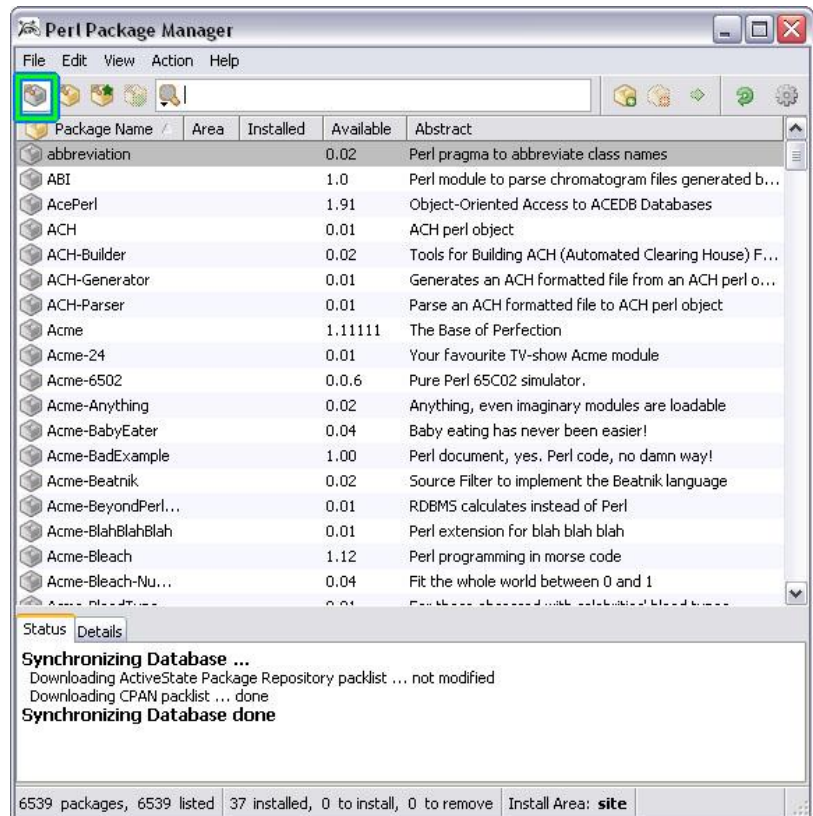 Perl Package Manager
File Edit View Action Help
Package Name Area Installed Available Abstract
abbreviation 0.02 Perl pragma to abbreviate class names
ABI 1.0 Perl module to parse chromatogram files generated b...
AcePerl 1.91 Object-Oriented Access to ACEDB Databases
ACH 0.01 ACH perl object
ACH-Builder 0.02 Tools for Building ACH (Automated Clearing House) F...
ACH-Generator 0.01 Generates an ACH formatted file from an ACH perl o...
ACH-Parser 0.01 Parse an ACH formatted file to ACH perl object
Acme 1.11111 The Base of Perfection
Acme-24 0.01 Your favourite TV-show Acme module
Acme-6502 0.0.6 Pure Perl 65C02 simulator.
Acme-Anything 0.02 Anything, even imaginary modules are loadable
Acme-BabyEater 0.04 Baby eating has never been easier!
Acme-BadExample 1.00 Perl document, yes. Perl code, no damn way!
Acme-Beatnik 0.02 Source Filter to implement the Beatnik language
Acme-BeyondPerl... 0.01 RDBMS calculates instead of Perl
Acme-BlahBlahBlah 0.01 Perl extension for blah blah blah
Acme-Bleach 1.12 Perl programming in morse code
Acme-Bleach-Nu... 0.04 Fit the whole world between 0 and 1
Status Details
Synchronizing Database ...
Downloading ActiveState Package Repository packlist ... not modified
Downloading CPAN packlist ... done
Synchronizing Database done
6539 packages, 6539 listed 37 installed, 0 to install, 0 to remove Install Area: site